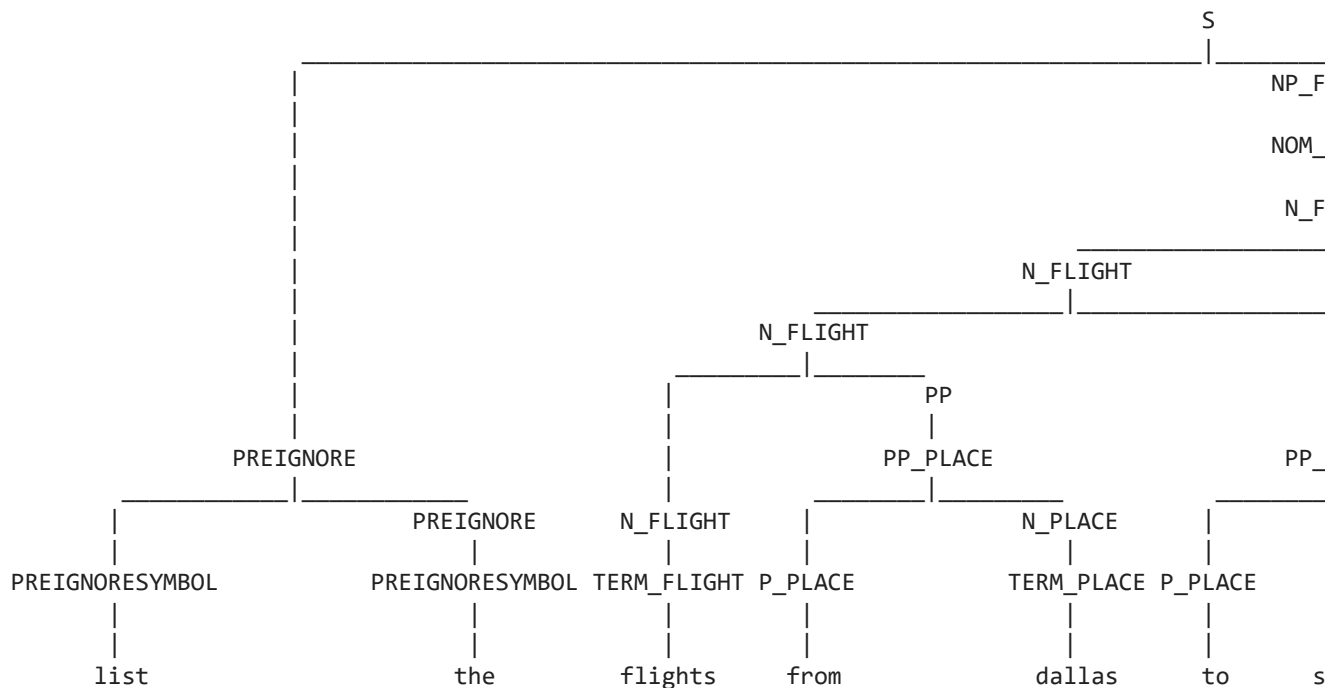 S
NP_F
NOM_
N_F
N_FLIGHT
N_FLIGHT
PP
PREIGNORE PP_PLACE PP_
PREIGNORE N_FLIGHT N_PLACE
PREIGNORESYMBOL PREIGNORESYMBOL TERM_FLIGHT P_PLACE TERM_PLACE P_PLACE
list the flights from dallas to s